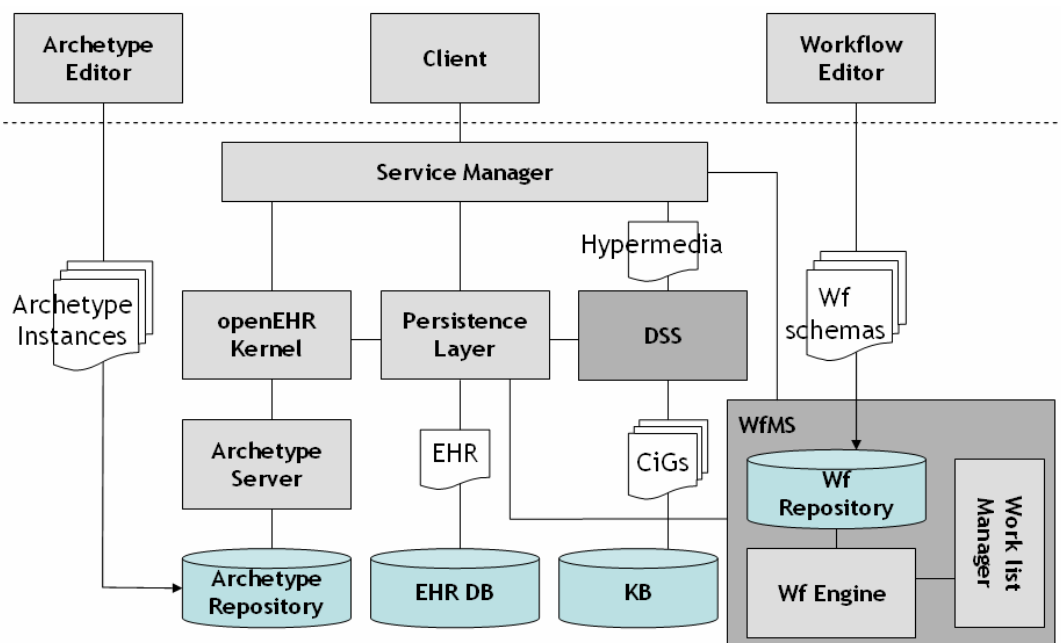 Archetype
Editor
Client
Workflow
Editor
Service Manager
Hypermedia
Archetype
Instances
openEHR
Kernel
Persistence
Layer
DSS
Wf
schemas
WfMS
Archetype
Server
EHR
CiGs
Wf
Repository
Work list
Manager
Archetype
Repository
EHR DB
KB
Wf Engine